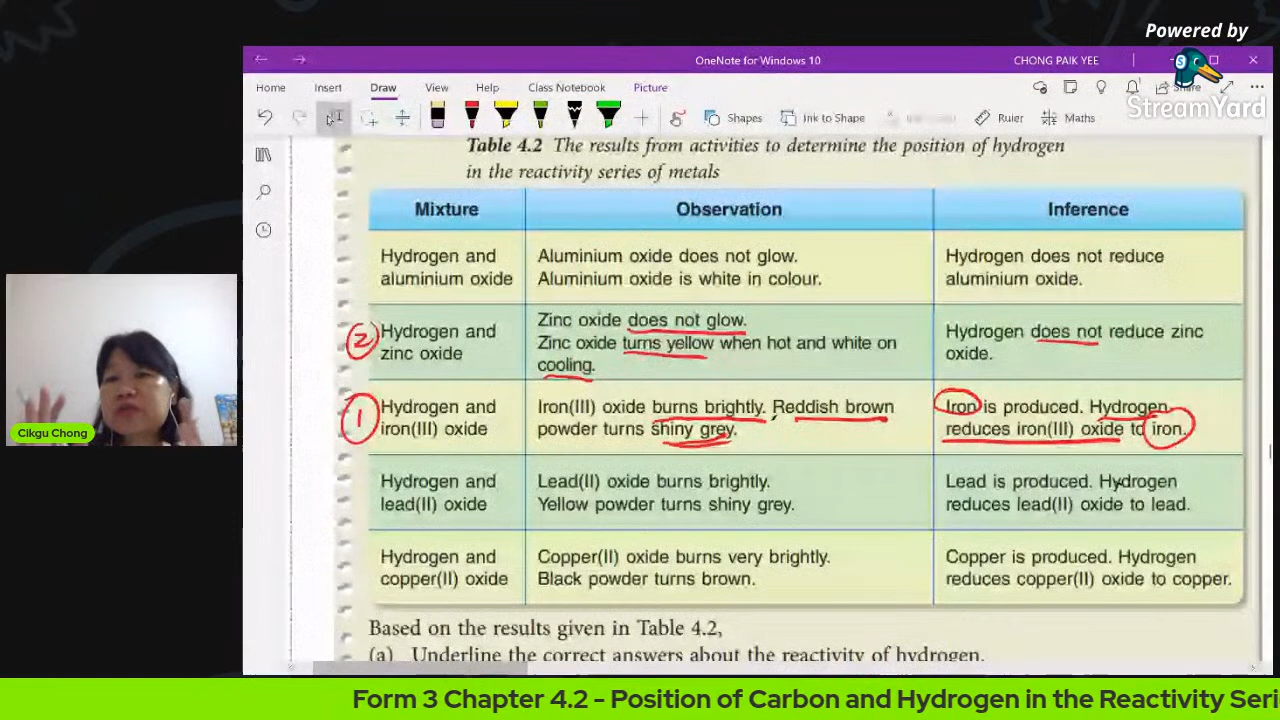 Powered by
StreamYard
OneNote for Windows 10
CHONG PAIK YEE
Home Insert Draw View Help Class Notebook Picture
Share
Shapes Ink to Shape Ruler Maths
Table 4.2 The results from activities to determine the position of hydrogen
in the reactivity series of metals
Mixture Observation Inference
Hydrogen and
aluminium oxide
Aluminium oxide does not glow.
Aluminium oxide is white in colour.
Hydrogen does not reduce
aluminium oxide.
2
Hydrogen and
zinc oxide
Zinc oxide does not glow.
Zinc oxide turns yellow when hot and white on
cooling.
Hydrogen does not reduce zinc
oxide.
1
Hydrogen and
iron(III) oxide
Iron(III) oxide burns brightly. Reddish brown
powder turns shiny grey.
Iron is produced. Hydrogen
reduces iron(III) oxide to iron.
Hydrogen and
lead(II) oxide
Lead(II) oxide burns brightly.
Yellow powder turns shiny grey.
Lead is produced. Hydrogen
reduces lead(II) oxide to lead.
Hydrogen and
copper(II) oxide
Copper(II) oxide burns very brightly.
Black powder turns brown.
Copper is produced. Hydrogen
reduces copper(II) oxide to copper.
Based on the results given in Table 4.2,
(a) Underline the correct answers about the reactivity of hydrogen.
Cikgu Chong
Form 3 Chapter 4.2 - Position of Carbon and Hydrogen in the Reactivity Seri